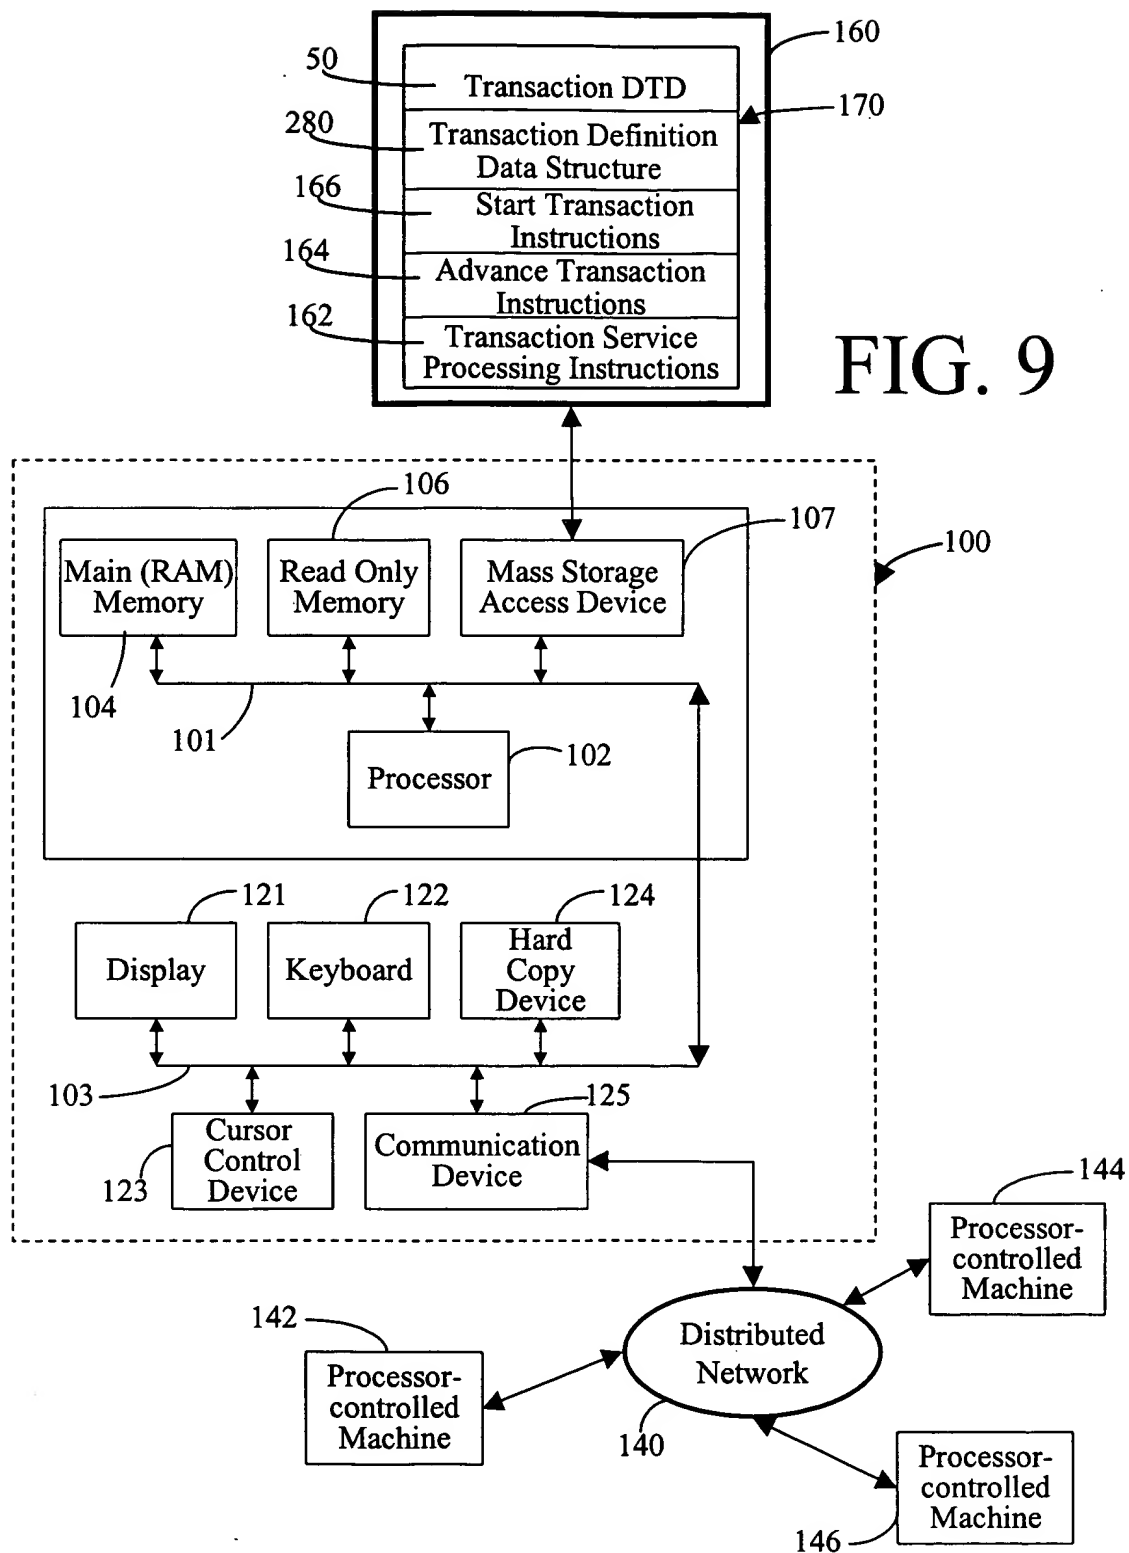 160
50
Transaction DTD
170
280
Transaction Definition
Data Structure
166
Start Transaction
Instructions
164
Advance Transaction
Instructions
162
Transaction Service
Processing Instructions
FIG. 9
106
107
100
Main (RAM)
Memory
Read Only
Memory
Mass Storage
Access Device
104
101
102
Processor
121
122
124
Display
Keyboard
Hard
Copy
Device
103
125
Cursor
Control
Device
123
Communication
Device
144
Processor-
controlled
Machine
142
Distributed
Network
Processor-
controlled
Machine
140
Processor-
controlled
Machine
146